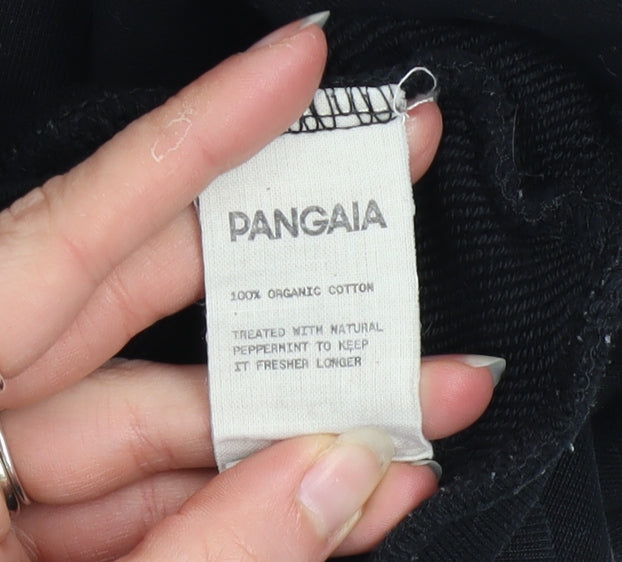 PANGAIA
100% ORGANIC COTTON
TREATED WITH NATURAL
PEPPERMINT TO KEEP
IT FRESHER LONGER